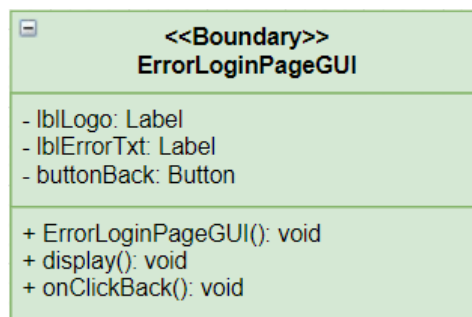 <<Boundary>>
ErrorLoginPageGUI
- lblLogo: Label
- lblErrorTxt: Label
- buttonBack: Button
+ ErrorLoginPageGUI(): void
+ display(): void
+ onClickBack(): void